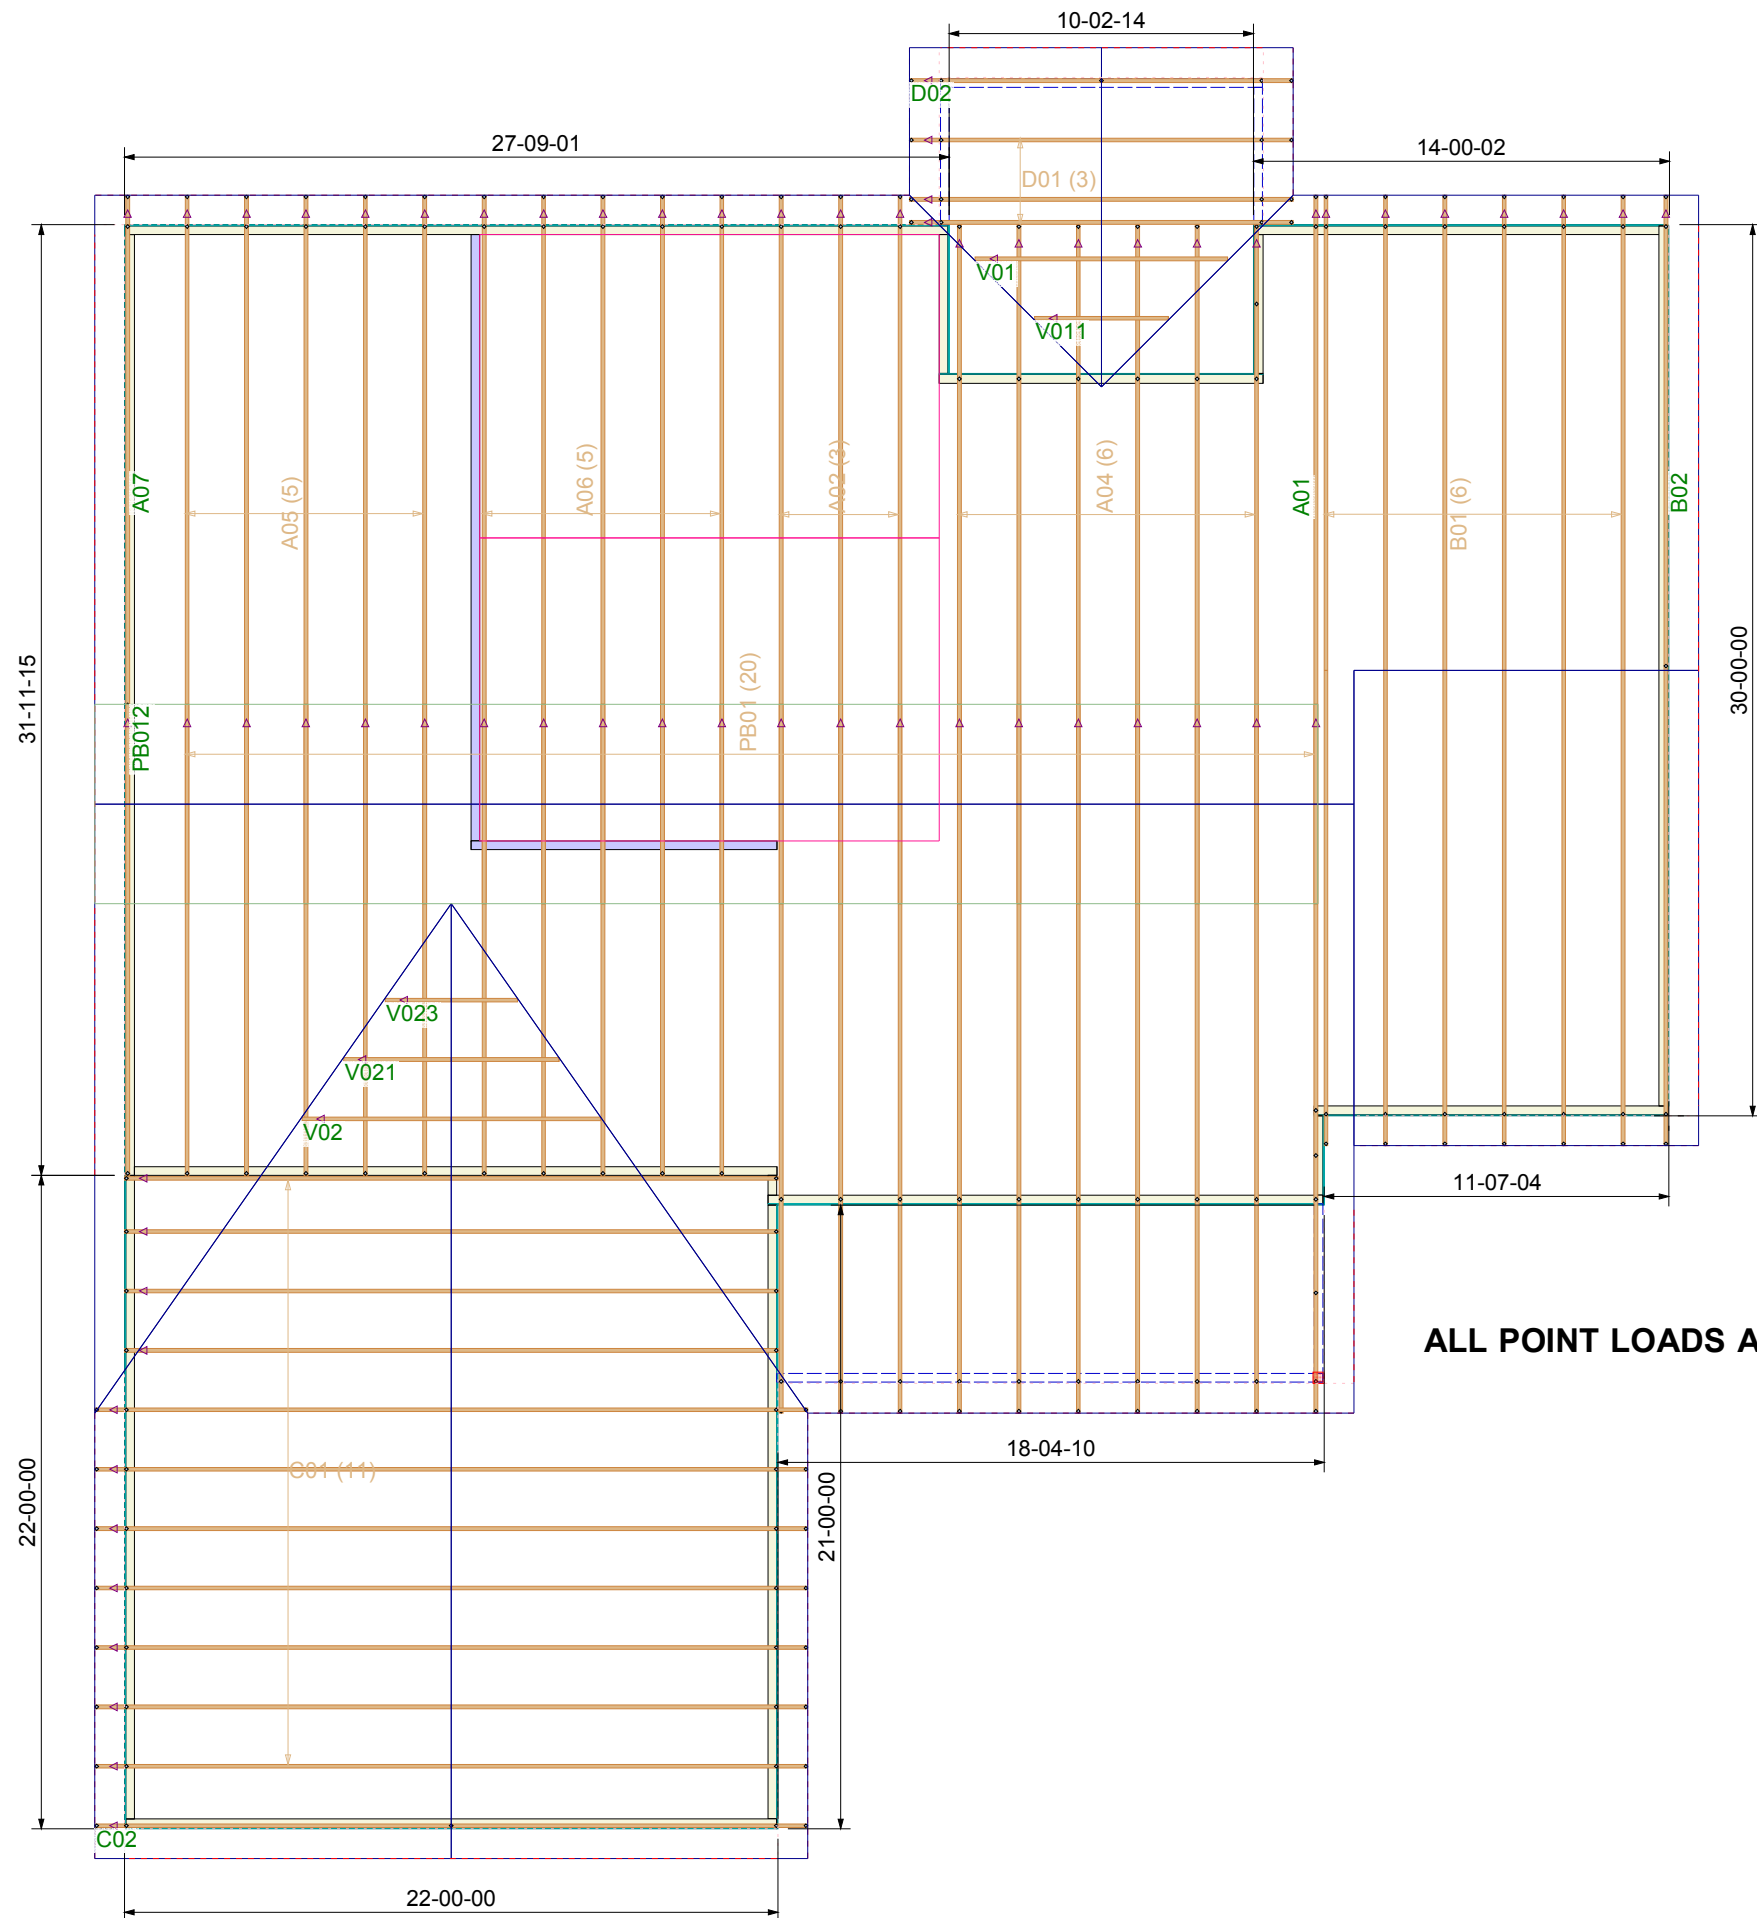 10-02-14
D02
27-09-01
14-00-02
D01 (3)
V01
V011
A07
A05 (5)
A06 (5)
A02 (3)
A04 (6)
A01
B01 (6)
B02
31-11-15
30-00-00
PB012
PB01 (20)
V023
V021
V02
11-07-04
ALL POINT LOADS A
18-04-10
C01 (11)
22-00-00
21-00-00
C02
22-00-00